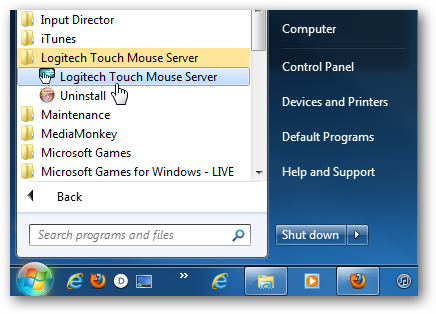 Input Director
iTunes
Logitech Touch Mouse Server
Logitech Touch Mouse Server
Uninstall
Maintenance
MediaMonkey
Microsoft Games
Microsoft Games for Windows - LIVE
Back
Search programs and files
Computer
Control Panel
Devices and Printers
Default Programs
Help and Support
Shut down
D
»